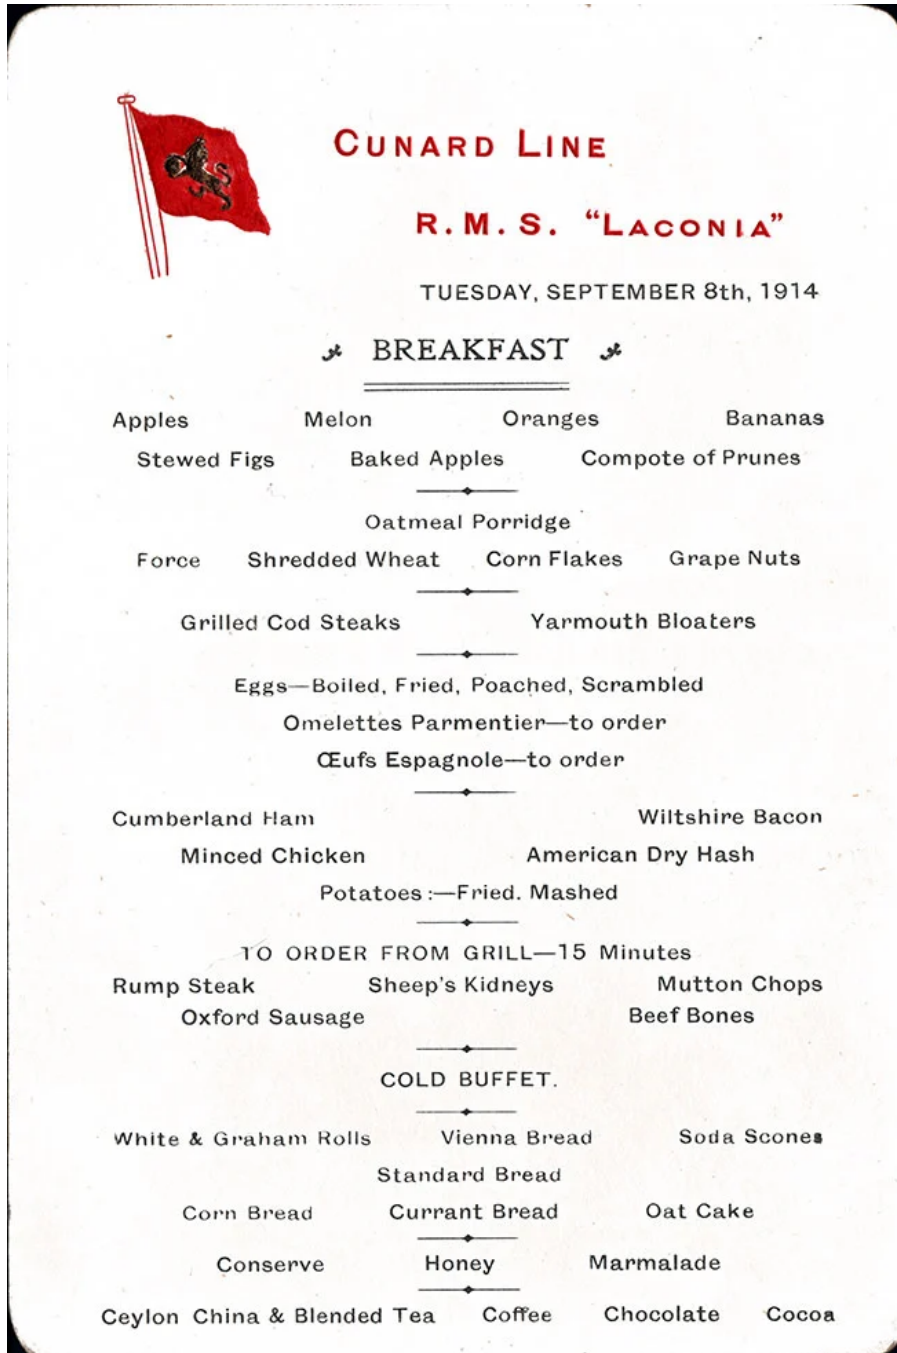 CUNARD LINE
R.M.S. “LACONIA”
TUESDAY, SEPTEMBER 8th, 1914
BREAKFAST
Apples Melon Oranges Bananas
Stewed Figs Baked Apples Compote of Prunes
Oatmeal Porridge
Force Shredded Wheat Corn Flakes Grape Nuts
Grilled Cod Steaks Yarmouth Bloaters
Eggs—Boiled, Fried, Poached, Scrambled
Omelettes Parmentier—to order
Œufs Espagnole—to order
Cumberland Ham Wiltshire Bacon
Minced Chicken American Dry Hash
Potatoes :—Fried. Mashed
TO ORDER FROM GRILL—15 Minutes
Rump Steak Sheep's Kidneys Mutton Chops
Oxford Sausage Beef Bones
COLD BUFFET.
White & Graham Rolls Vienna Bread Soda Scones
Standard Bread
Corn Bread Currant Bread Oat Cake
Conserve Honey Marmalade
Ceylon China & Blended Tea Coffee Chocolate Cocoa